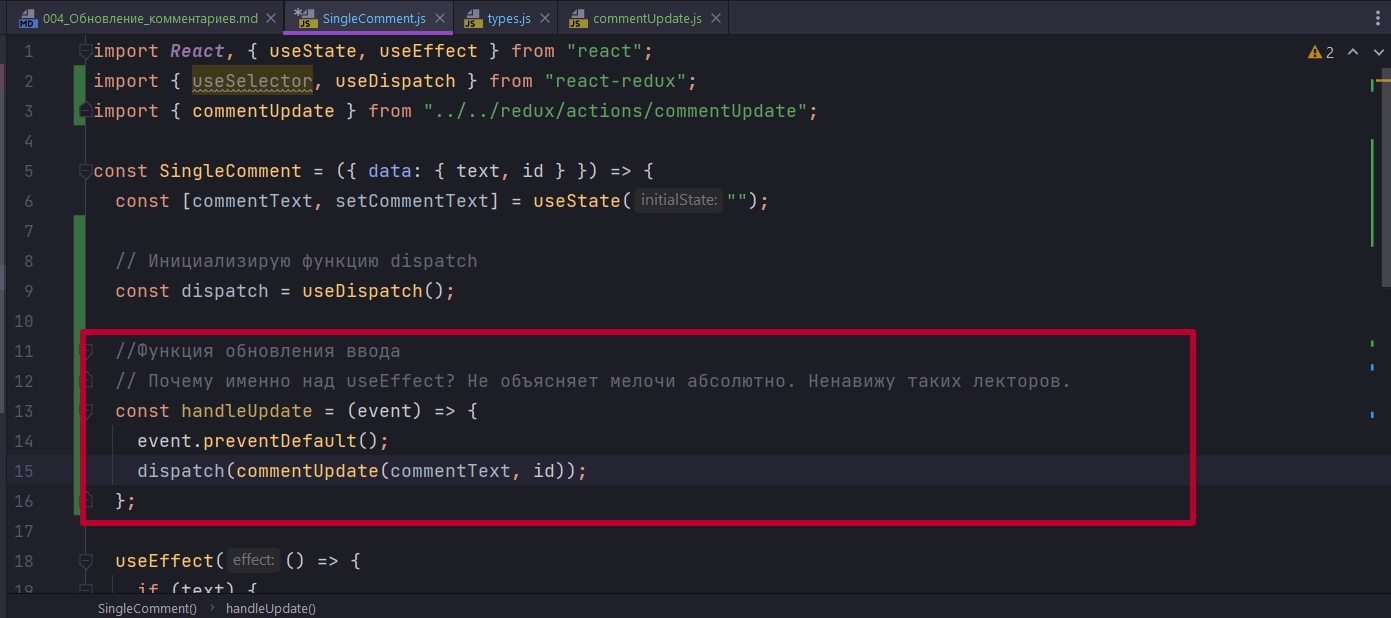 004_Обновление_комментариев.md SingleComment.js types.js commentUpdate.js
1 import React, { useState, useEffect } from "react"; 2
2 import { useSelector, useDispatch } from "react-redux";
3 import { commentUpdate } from "../../redux/actions/commentUpdate";
4
5 const SingleComment = ({ data: { text, id } }) => {
6 const [commentText, setCommentText] = useState( initialState: "");
7
8 // Инициализирую функцию dispatch
9 const dispatch = useDispatch();
10
11 //Функция обновления ввода
12 // Почему именно над useEffect? Не объясняет мелочи абсолютно. Ненавижу таких лекторов.
13 const handleUpdate = (event) => {
14 event.preventDefault();
15 dispatch(commentUpdate(commentText, id));
16 };
17
18 useEffect( effect: () => {
19 if (text) {
SingleComment() › handleUpdate()